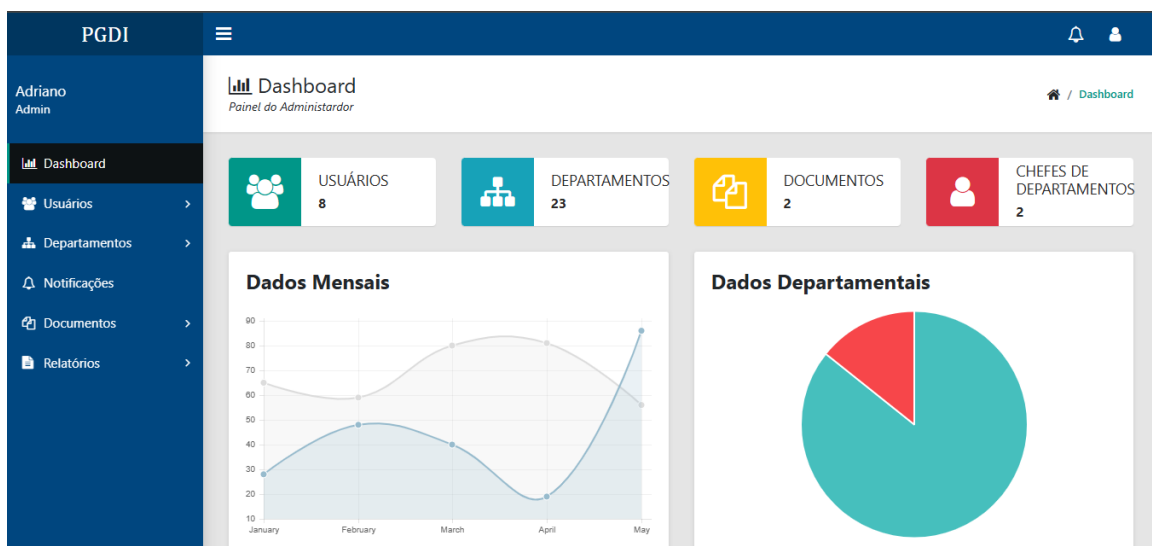 PGDI
Adriano
Admin
Dashboard
Usuários
Departamentos
Notificações
Documentos
Relatórios
Dashboard
Painel do Administardor
/ Dashboard
USUÁRIOS
8
DEPARTAMENTOS
23
DOCUMENTOS
2
CHEFES DE
DEPARTAMENTOS
2
Dados Mensais
90
80
70
60
50
40
30
20
10
January February March April May
Dados Departamentais